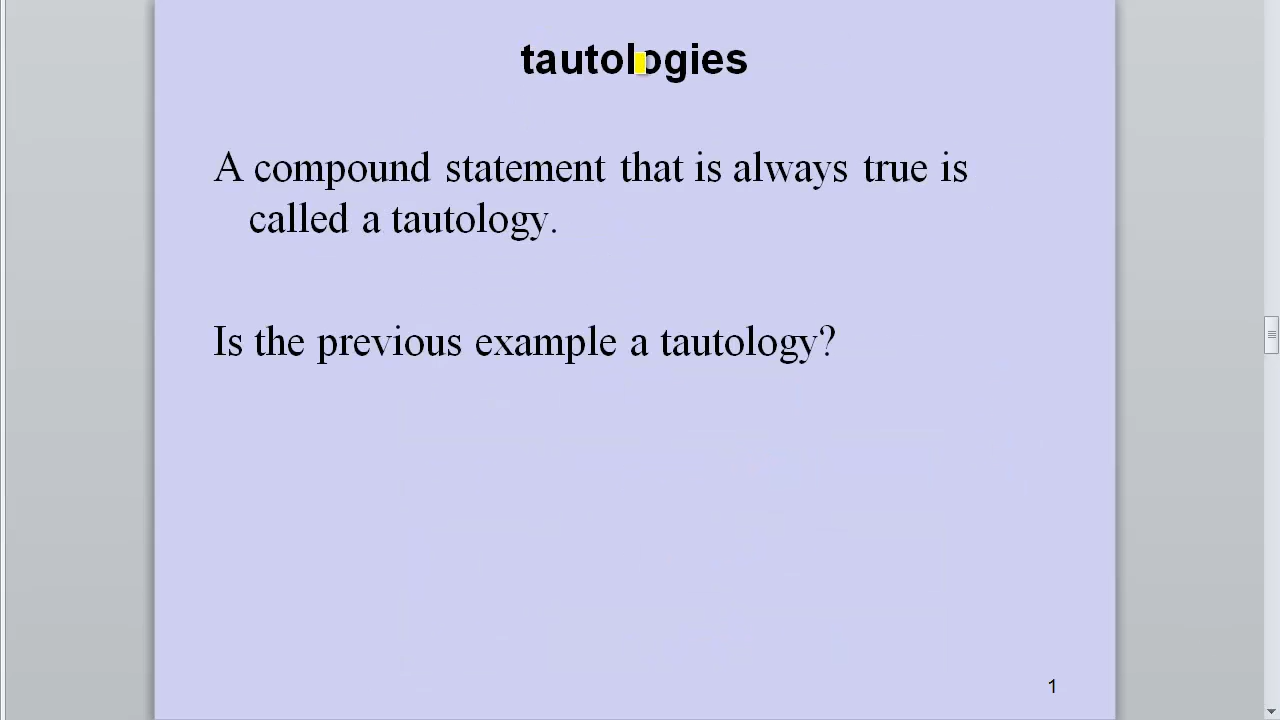 tautologies
A compound statement that is always true is
called a tautology.
Is the previous example a tautology?
1